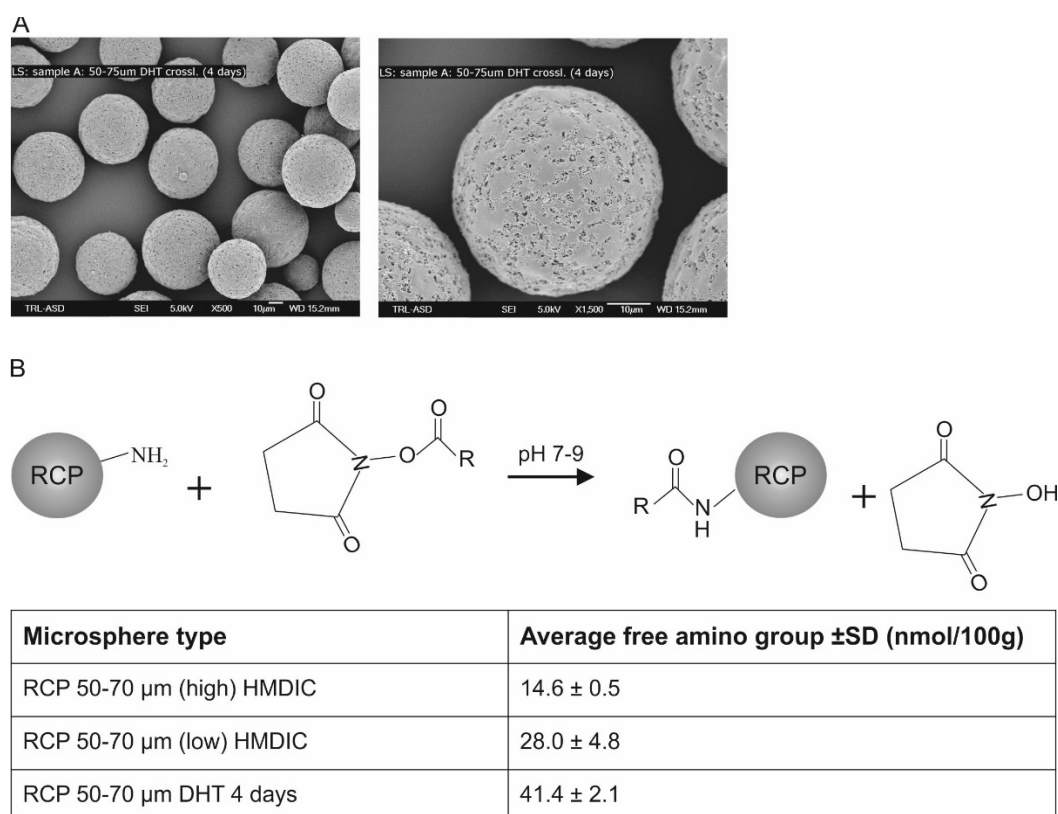 A
LS: sample A: 50-75um DHT crossl. (4 days)
TRL-ASD SEI 5.0kV X500 10µm WD 15.2mm
LS: sample A: 50-75um DHT crossl. (4 days)
TRL-ASD SEI 5.0kV X1,500 10µm WD 15.2mm
B
RCP NH₂ + O O N O O R pH 7-9 O R N H RCP + O N OH O
Microsphere type Average free amino group ±SD (nmol/100g)
RCP 50-70 µm (high) HMDIC 14.6 ± 0.5
RCP 50-70 µm (low) HMDIC 28.0 ± 4.8
RCP 50-70 µm DHT 4 days 41.4 ± 2.1